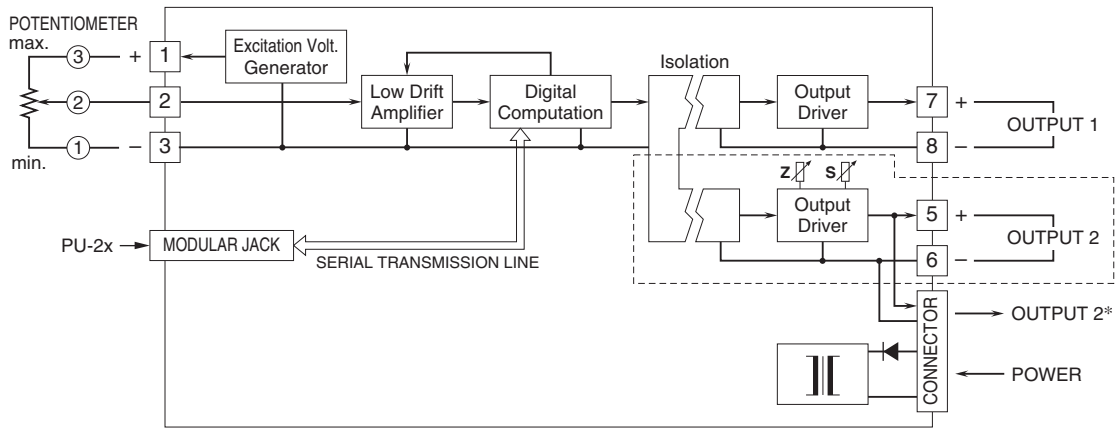 POTENTIOMETER
max.
3
+
1
Excitation Volt.
Generator
2
2
Low Drift
Amplifier
Digital
Computation
1
–
3
min.
Isolation
Output
Driver
7
+
8
–
OUTPUT 1
Z
S
Output
Driver
5
+
6
–
OUTPUT 2
PU-2x
MODULAR JACK
SERIAL TRANSMISSION LINE
CONNECTOR
OUTPUT 2*
POWER